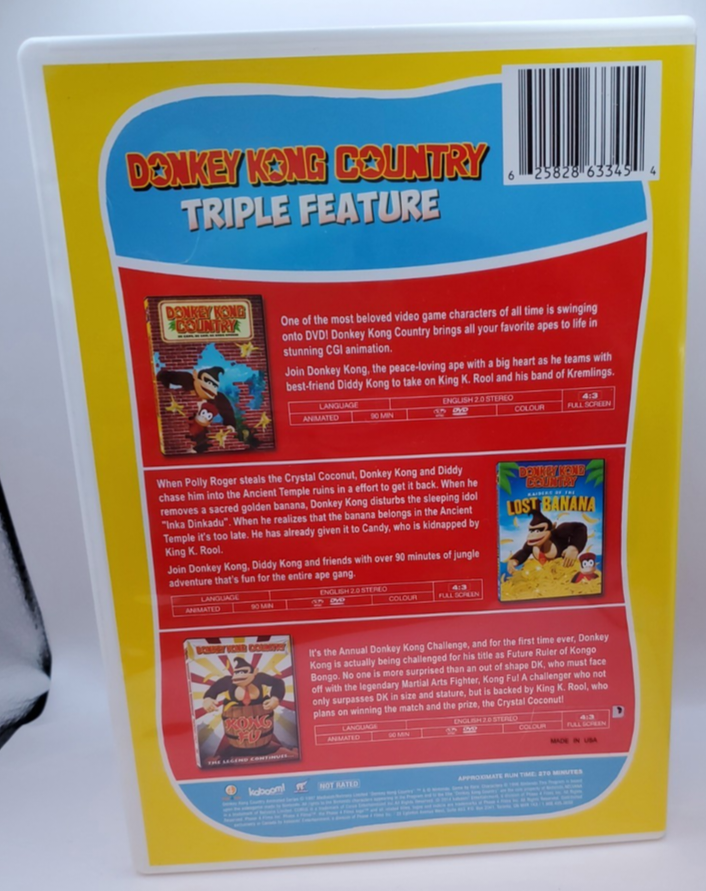 DONKEY KONG COUNTRY
TRIPLE FEATURE
6 25828 63345 4
DONKEY KONG
COUNTRY
One of the most beloved video game characters of all time is swinging
onto DVD! Donkey Kong Country brings all your favorite apes to life in
stunning CGI animation.
Join Donkey Kong, the peace-loving ape with a big heart as he teams with
best-friend Diddy Kong to take on King K. Rool and his band of Kremlings.
LANGUAGE ENGLISH 2.0 STEREO 4:3
ANIMATED 90 MIN DVD COLOUR FULL SCREEN
When Polly Roger steals the Crystal Coconut, Donkey Kong and Diddy
chase him into the Ancient Temple ruins in a effort to get it back. When he
removes a sacred golden banana, Donkey Kong disturbs the sleeping idol
"Inka Dinkadu". When he realizes that the banana belongs in the Ancient
Temple it's too late. He has already given it to Candy, who is kidnapped by
King K. Rool.
Join Donkey Kong, Diddy Kong and friends with over 90 minutes of jungle
adventure that's fun for the entire ape gang.
LANGUAGE ENGLISH 2.0 STEREO 4:3
ANIMATED 90 MIN DVD COLOUR FULL SCREEN
DONKEY KONG
COUNTRY
RAIDERS OF THE
LOST BANANA
DONKEY KONG COUNTRY
KONG
FU
THE LEGEND CONTINUES
It's the Annual Donkey Kong Challenge, and for the first time ever, Donkey
Kong is actually being challenged for his title as Future Ruler of Kongo
Bongo. No one is more surprised than an out of shape DK, who must face
off with the legendary Martial Arts Fighter, Kong Fu! A challenger who not
only surpasses DK in size and stature, but is backed by King K. Rool, who
plans on winning the match and the prize, the Crystal Coconut!
LANGUAGE ENGLISH 2.0 STEREO 4:3
ANIMATED 90 MIN DVD COLOUR FULL SCREEN
MADE IN USA
kaboom!
NOT RATED
APPROXIMATE RUN TIME: 270 MINUTES